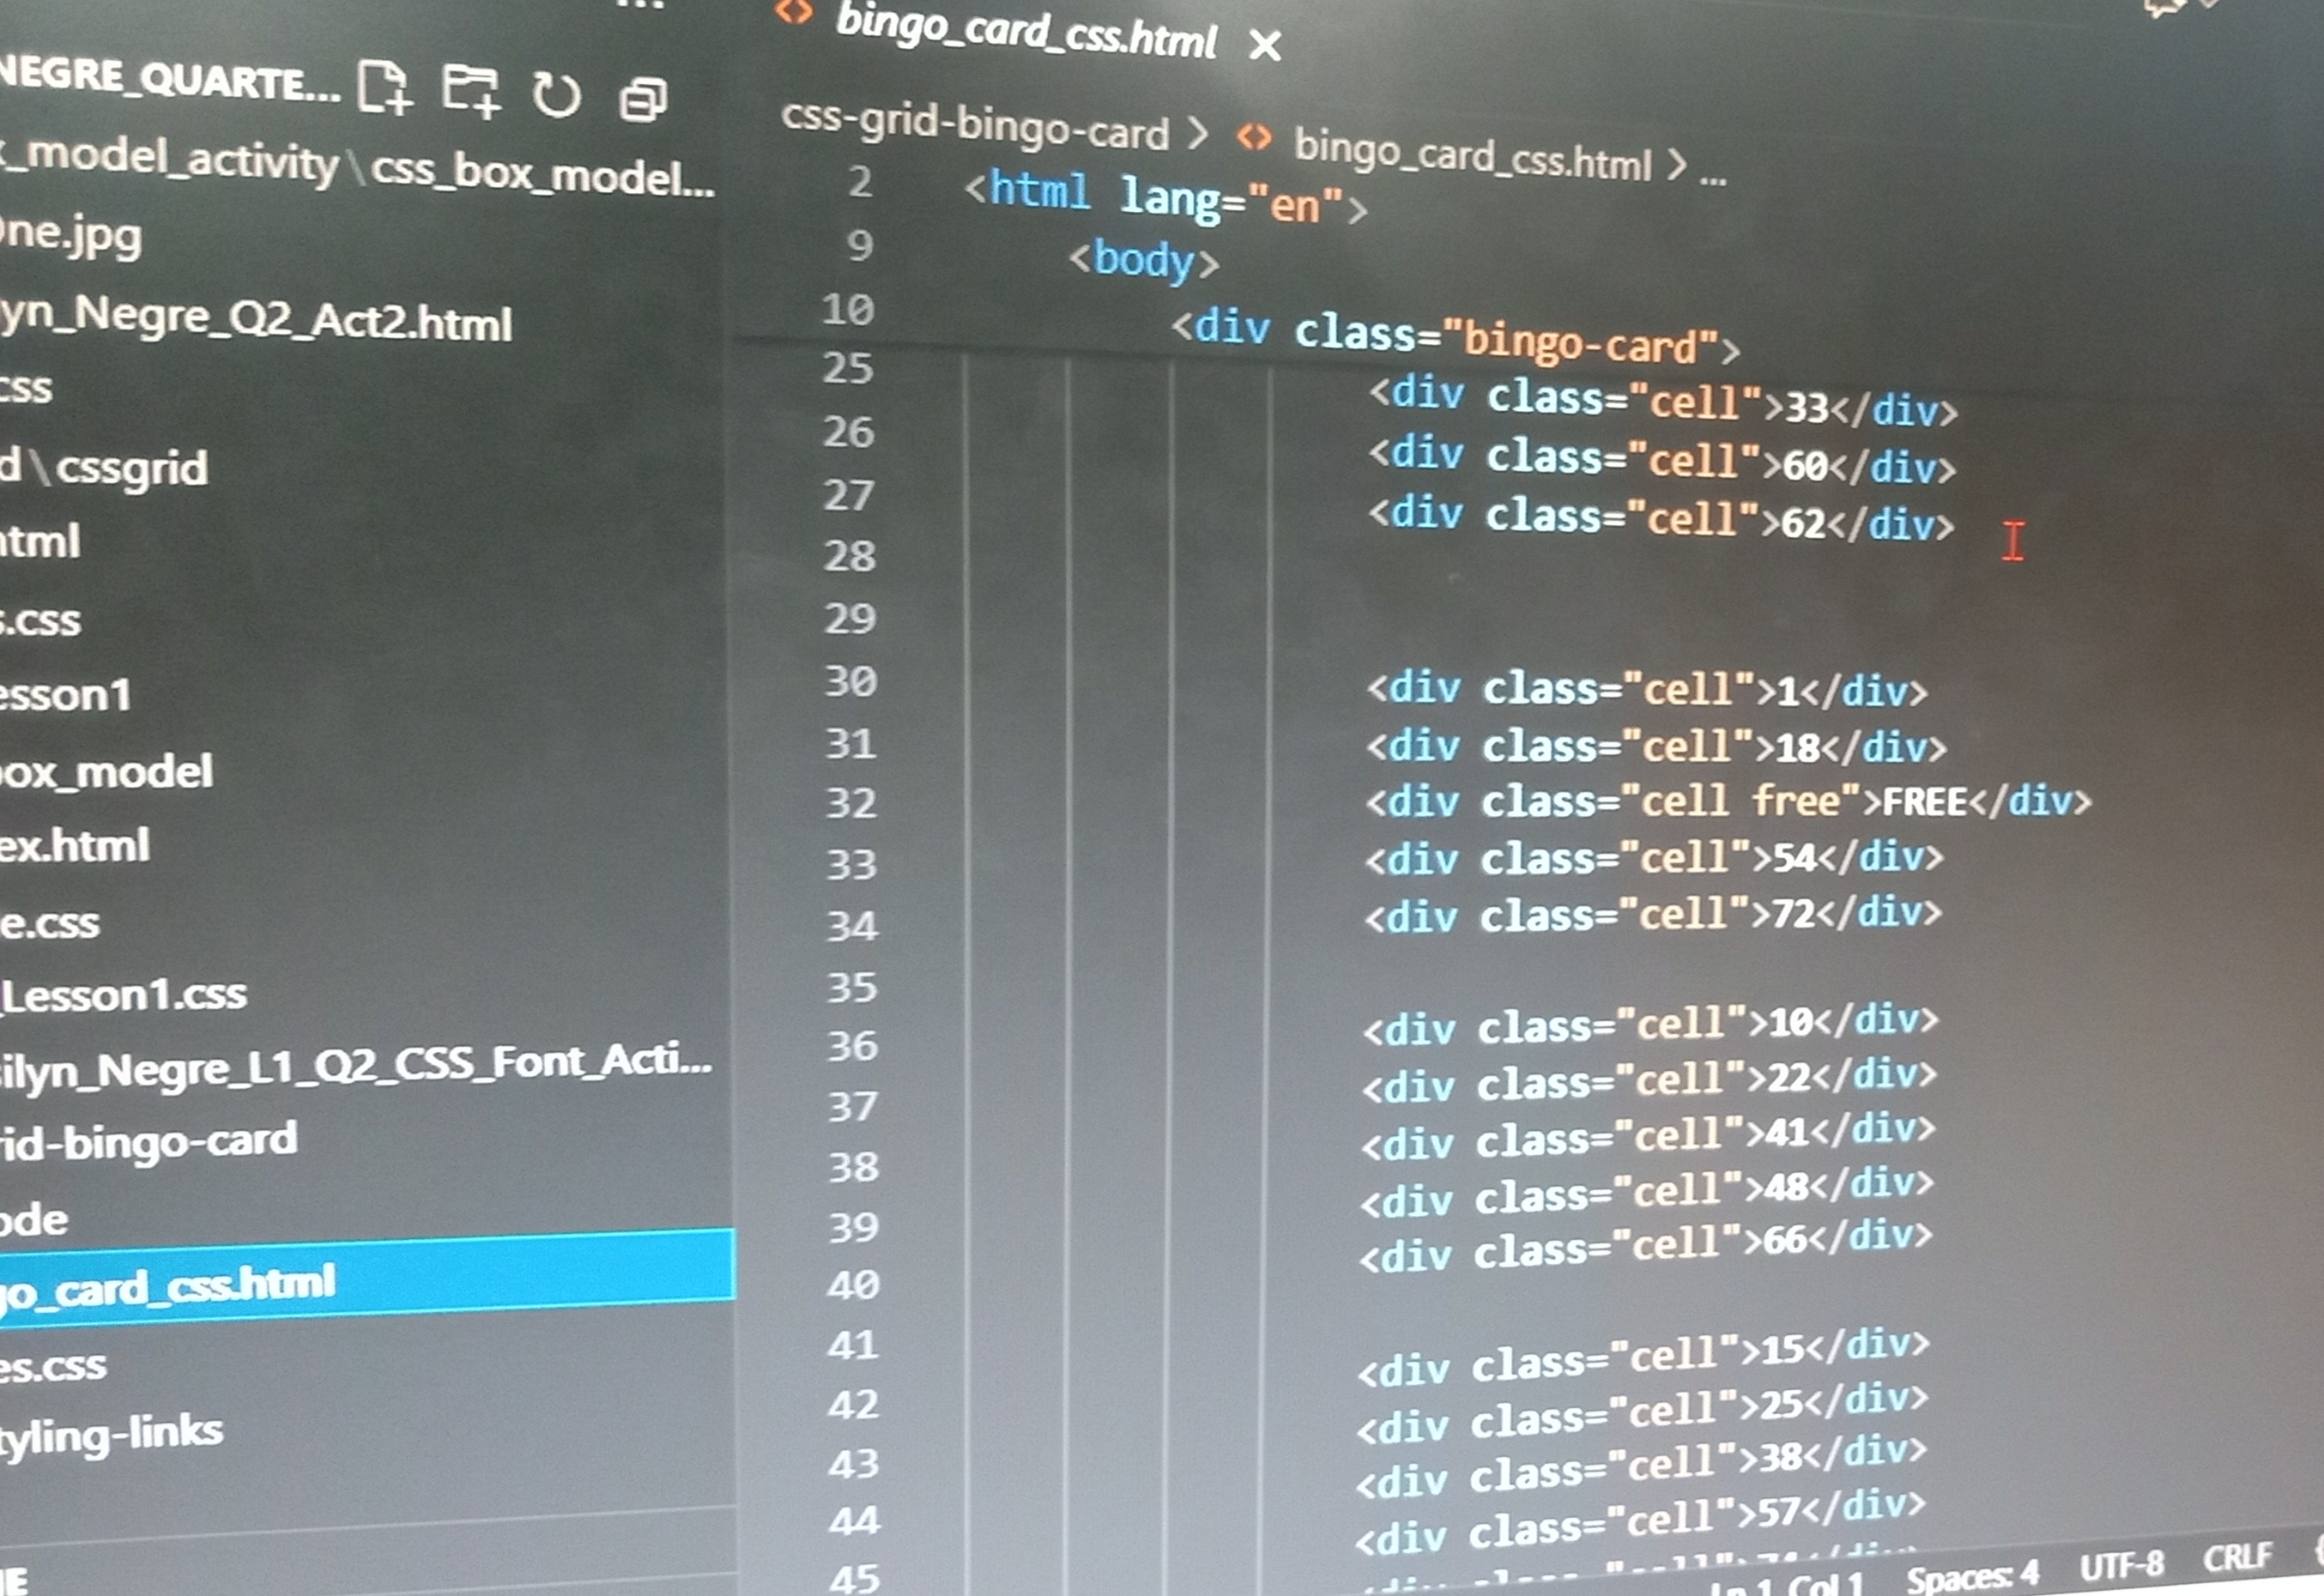 NEGRE_QUARTE...
_model_activity\css_box_model...
ne.jpg
lyn_Negre_Q2_Act2.html
css
d\cssgrid
html
s.css
esson1
box_model
ex.html
e.css
_Lesson1.css
silyn_Negre_L1_Q2_CSS_Font_Acti...
rid-bingo-card
ode
go_card_css.html
es.css
tyling-links
E
<> bingo_card_css.html ×
css-grid-bingo-card > <> bingo_card_css.html > ...
2 <html lang="en">
9 <body>
10 <div class="bingo-card">
25 <div class="cell">33</div>
26 <div class="cell">60</div>
27 <div class="cell">62</div>
28
29
30 <div class="cell">1</div>
31 <div class="cell">18</div>
32 <div class="cell free">FREE</div>
33 <div class="cell">54</div>
34 <div class="cell">72</div>
35
36 <div class="cell">10</div>
37 <div class="cell">22</div>
38 <div class="cell">41</div>
39 <div class="cell">48</div>
40 <div class="cell">66</div>
41
42 <div class="cell">15</div>
43 <div class="cell">25</div>
44 <div class="cell">38</div>
45 <div class="cell">57</div>
Ln 1, Col 1 Spaces: 4 UTF-8 CRLF